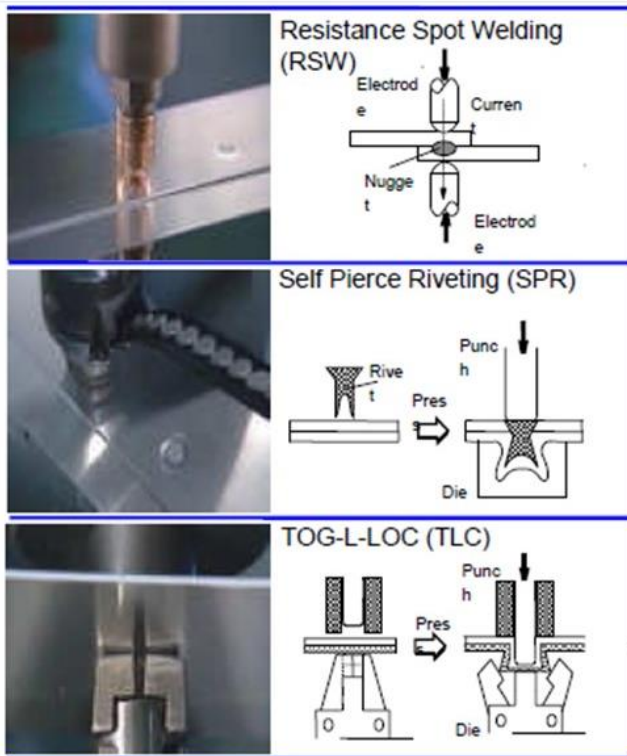 Resistance Spot Welding
(RSW)
Electrod
e
Curren
t
Nugge
t
Electrod
e
Self Pierce Riveting (SPR)
Rive
t
Punc
h
Pres
s
Die
TOG-L-LOC (TLC)
Punc
h
Pres
s
Die